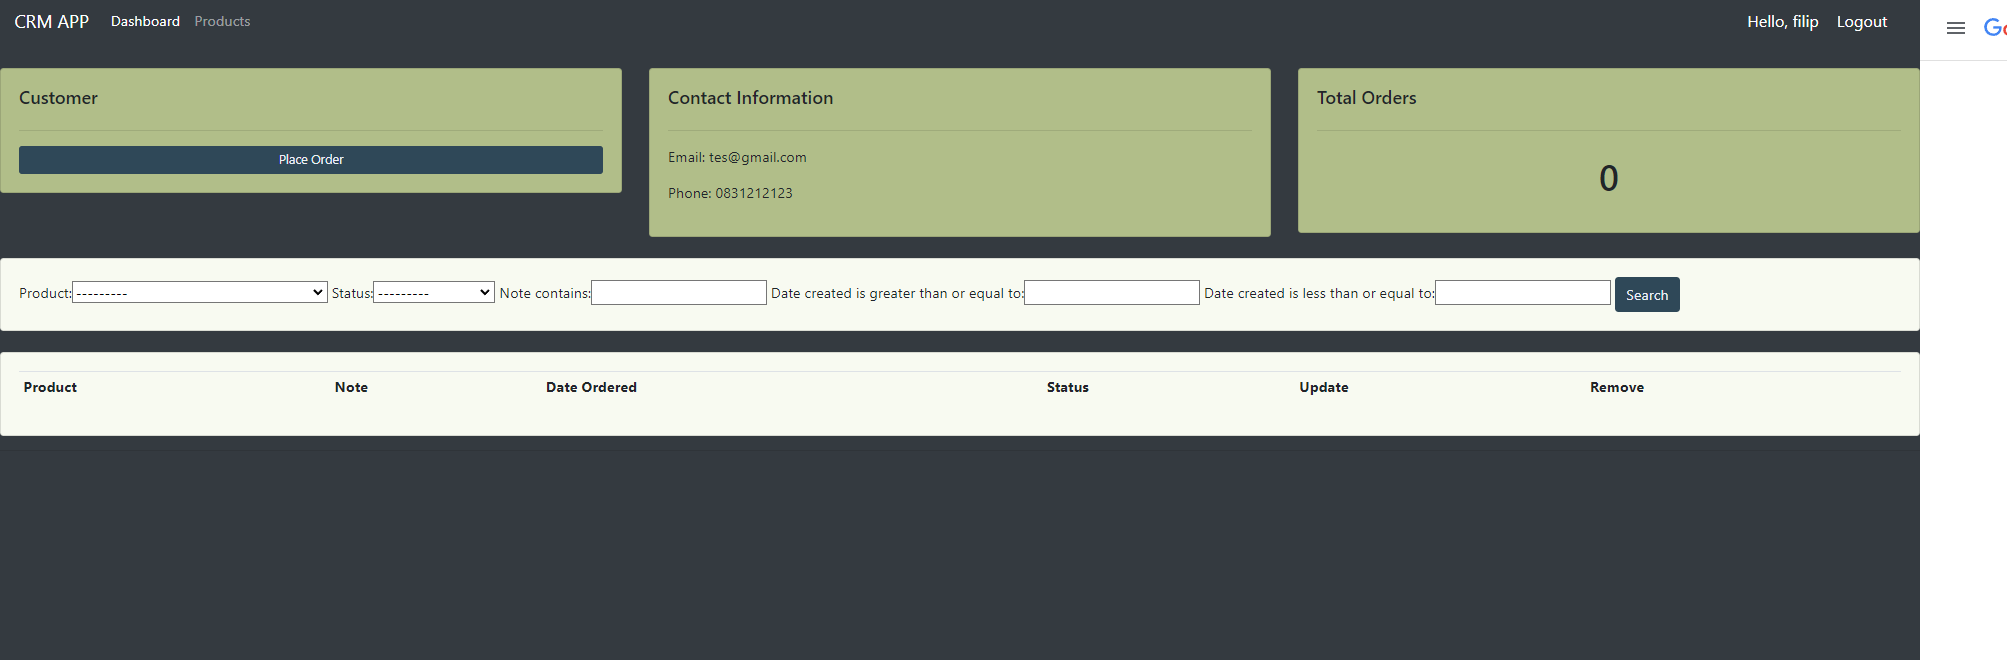 CRM APP Dashboard Products Hello, filip Logout
Customer
Place Order
Contact Information
Email: tes@gmail.com
Phone: 0831212123
Total Orders
0
Product: --------- Status: --------- Note contains: Date created is greater than or equal to: Date created is less than or equal to: Search
Product Note Date Ordered Status Update Remove